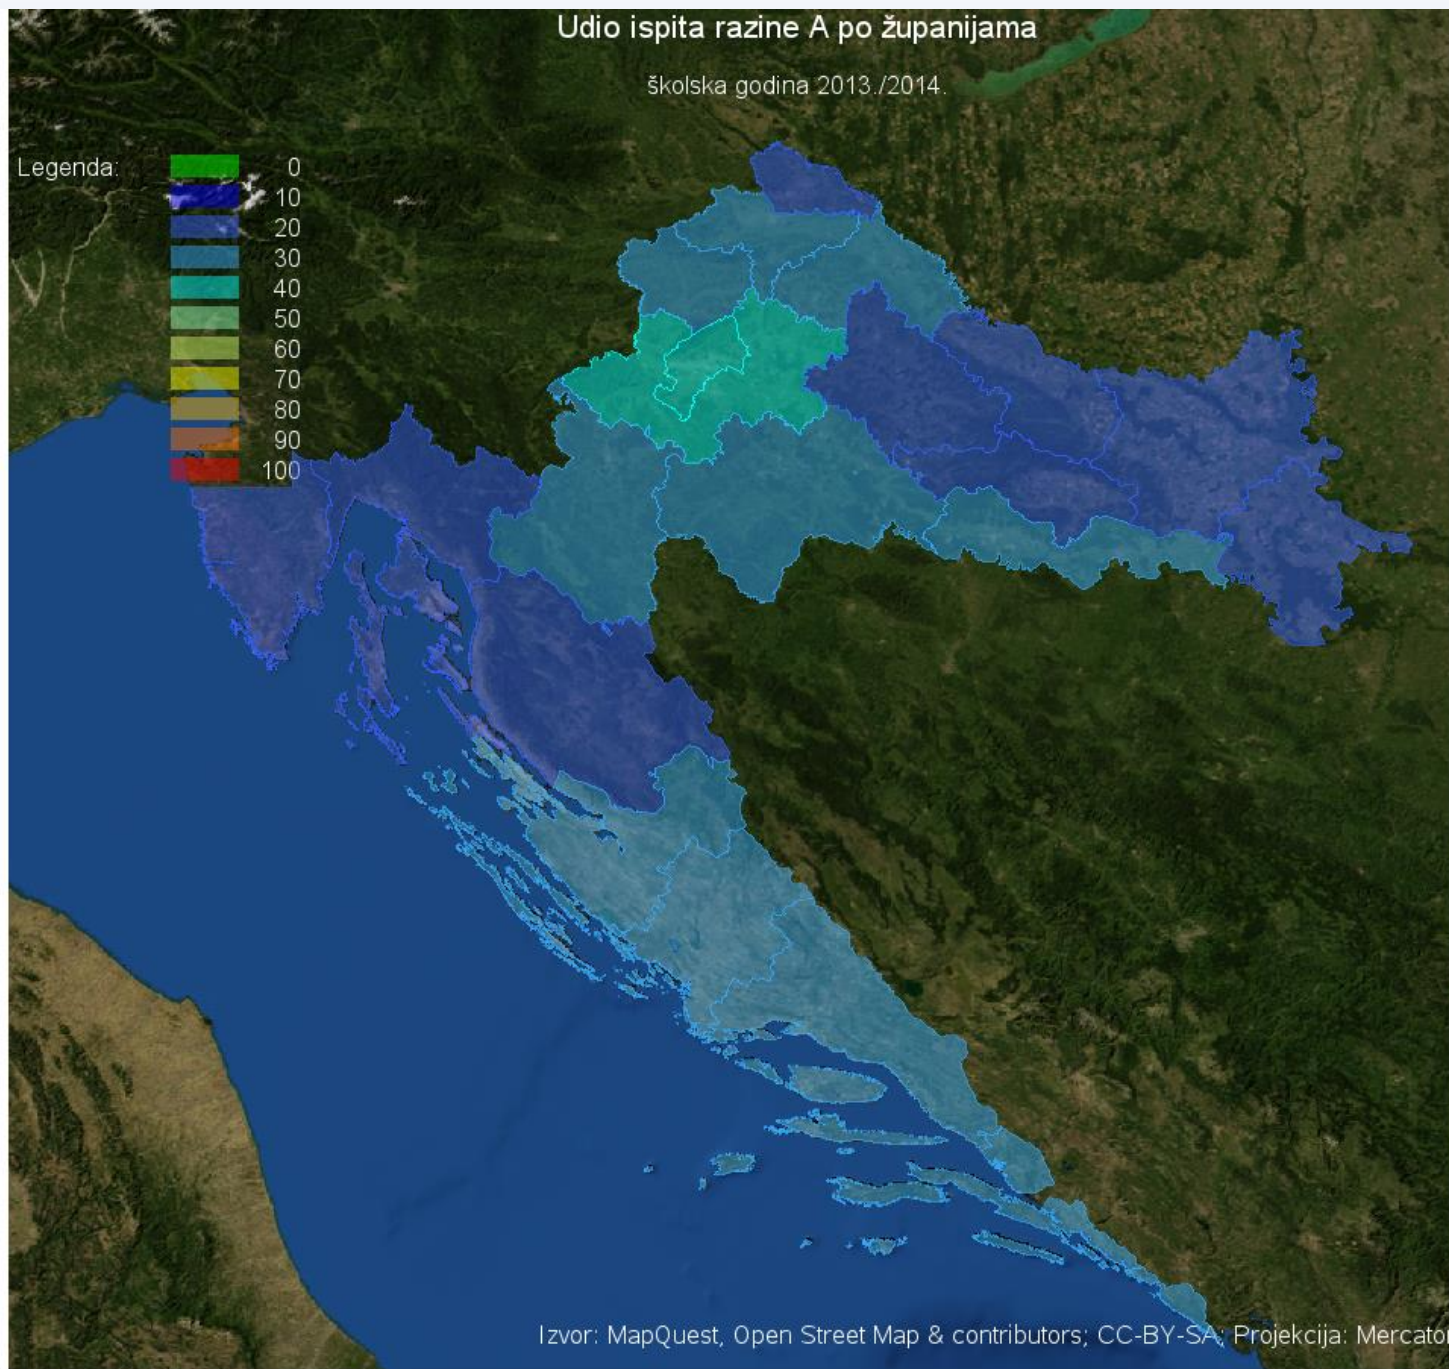 Udio ispita razine A po županijama
školska godina 2013./2014.
Legenda:
0
10
20
30
40
50
60
70
80
90
100
Izvor: MapQuest, Open Street Map & contributors; CC-BY-SA; Projekcija: Mercato